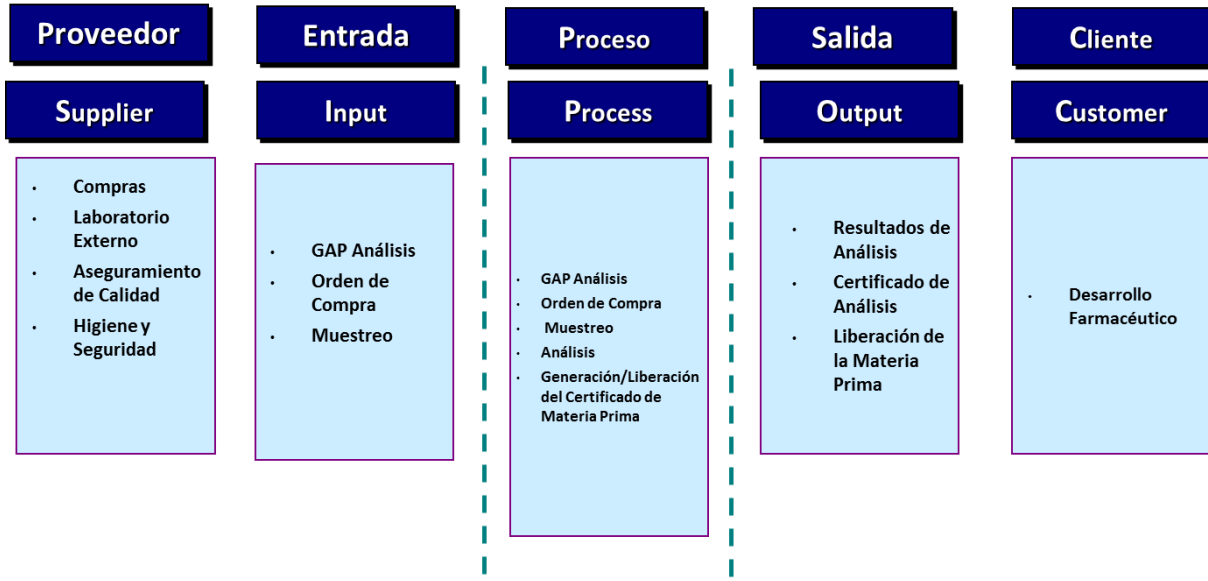 Proveedor
Entrada
Proceso
Salida
Cliente
Supplier
Input
Process
Output
Customer
· Compras
· Laboratorio
Externo
· Aseguramiento
de Calidad
· Higiene y
Seguridad
· GAP Análisis
· Orden de
Compra
· Muestreo
· GAP Análisis
· Orden de Compra
· Muestreo
· Análisis
· Generación/Liberación
del Certificado de
Materia Prima
· Resultados de
Análisis
· Certificado de
Análisis
· Liberación de
la Materia
Prima
· Desarrollo
Farmacéutico